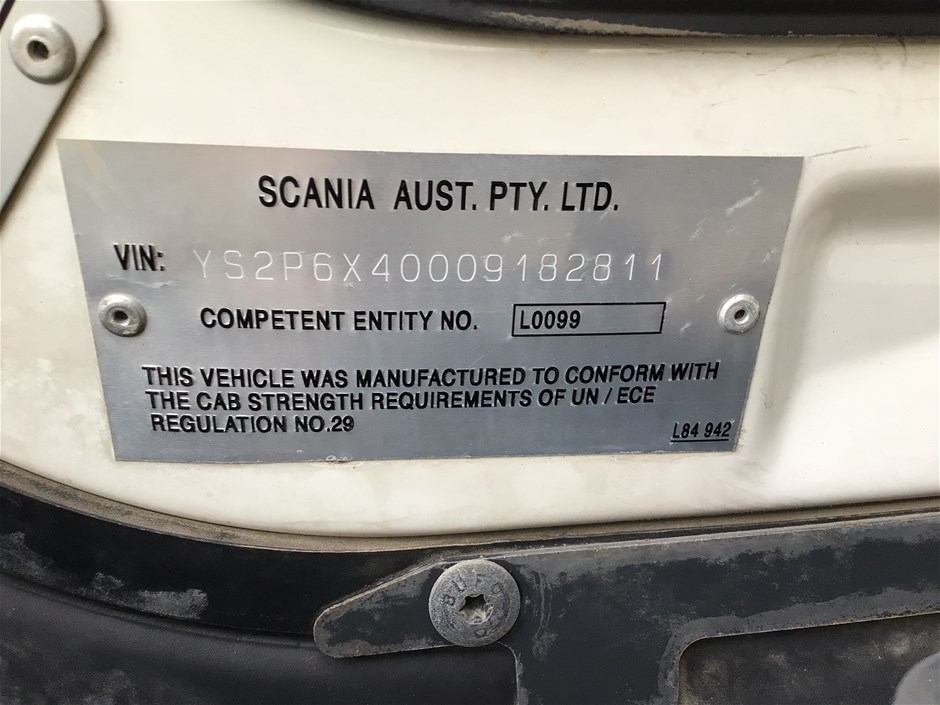 SCANIA AUST. PTY. LTD.
VIN: YS2P6X40009182811
COMPETENT ENTITY NO. L0099
THIS VEHICLE WAS MANUFACTURED TO CONFORM WITH
THE CAB STRENGTH REQUIREMENTS OF UN / ECE
REGULATION NO.29
L84 942